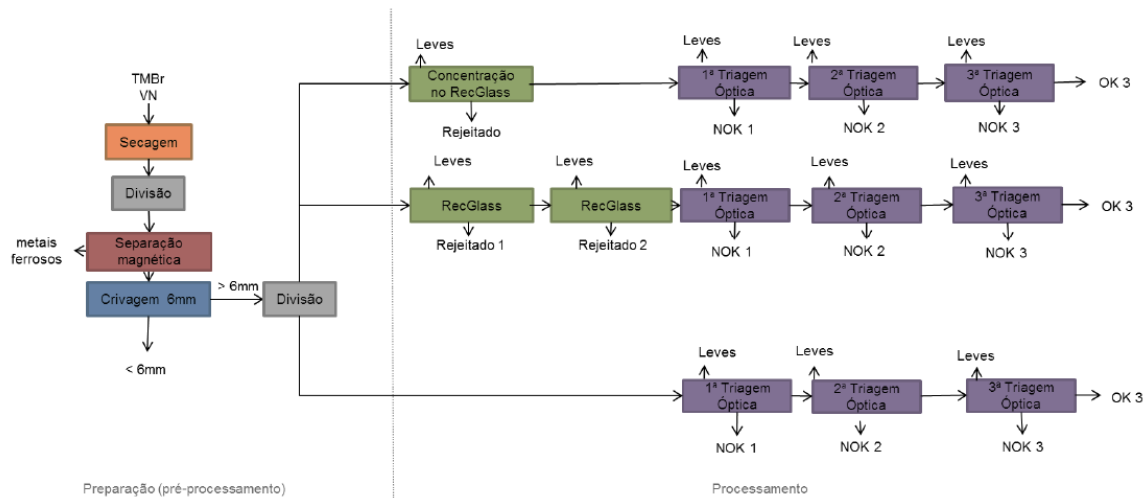 TMBr
VN
Secagem
Divisão
metais
ferrosos
Separação
magnética
Crivagem 6mm
> 6mm
< 6mm
Divisão
Leves
Concentração
no RecGlass
Rejeitado
Leves
1ª Triagem
Óptica
NOK 1
Leves
2ª Triagem
Óptica
NOK 2
Leves
3ª Triagem
Óptica
NOK 3
OK 3
Leves
RecGlass
Rejeitado 1
Leves
RecGlass
Rejeitado 2
Leves
1ª Triagem
Óptica
NOK 1
Leves
2ª Triagem
Óptica
NOK 2
Leves
3ª Triagem
Óptica
NOK 3
OK 3
Leves
1ª Triagem
Óptica
NOK 1
Leves
2ª Triagem
Óptica
NOK 2
Leves
3ª Triagem
Óptica
NOK 3
OK 3
Preparação (pré-processamento)
Processamento